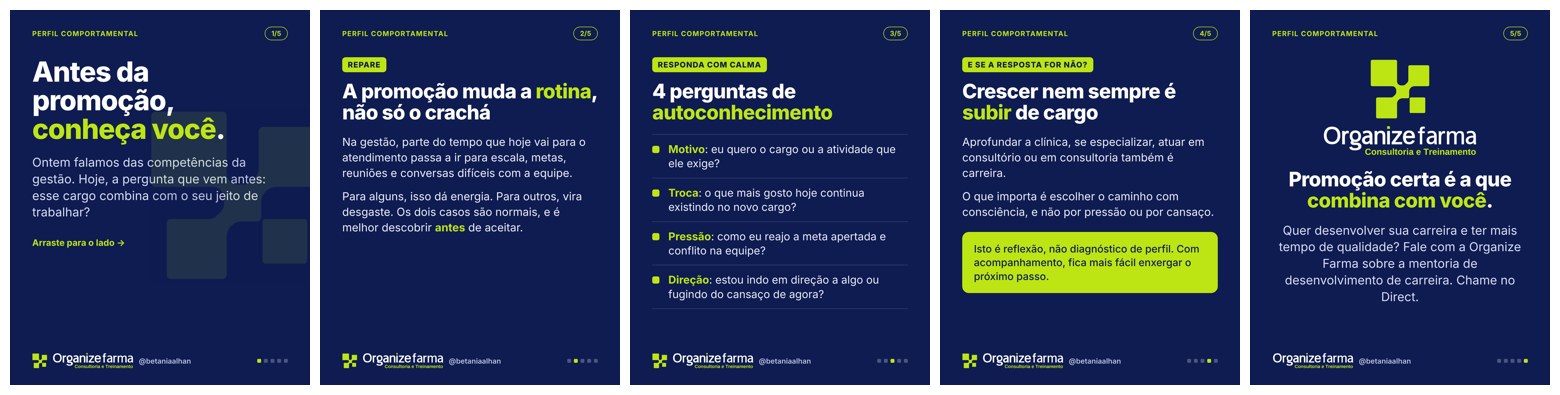 PERFIL COMPORTAMENTAL
1/5
Antes da
promoção,
conheça você.
Ontem falamos das competências da
gestão. Hoje, a pergunta que vem antes:
esse cargo combina com o seu jeito de
trabalhar?
Arraste para o lado →
Organizefarma
Consultoria e Treinamento
@betaniaalhan
PERFIL COMPORTAMENTAL
2/5
REPARE
A promoção muda a rotina,
não só o crachá
Na gestão, parte do tempo que hoje vai para o
atendimento passa a ir para escala, metas,
reuniões e conversas difíceis com a equipe.
Para alguns, isso dá energia. Para outros, vira
desgaste. Os dois casos são normais, e é
melhor descobrir antes de aceitar.
Organizefarma
Consultoria e Treinamento
@betaniaalhan
PERFIL COMPORTAMENTAL
3/5
RESPONDA COM CALMA
4 perguntas de
autoconhecimento
Motivo: eu quero o cargo ou a atividade que
ele exige?
Troca: o que mais gosto hoje continua
existindo no novo cargo?
Pressão: como eu reajo a meta apertada e
conflito na equipe?
Direção: estou indo em direção a algo ou
fugindo do cansaço de agora?
Organizefarma
Consultoria e Treinamento
@betaniaalhan
PERFIL COMPORTAMENTAL
4/5
E SE A RESPOSTA FOR NÃO?
Crescer nem sempre é
subir de cargo
Aprofundar a clínica, se especializar, atuar em
consultório ou em consultoria também é
carreira.
O que importa é escolher o caminho com
consciência, e não por pressão ou por cansaço.
Isto é reflexão, não diagnóstico de perfil. Com
acompanhamento, fica mais fácil enxergar o
próximo passo.
Organizefarma
Consultoria e Treinamento
@betaniaalhan
PERFIL COMPORTAMENTAL
5/5
Organizefarma
Consultoria e Treinamento
Promoção certa é a que
combina com você.
Quer desenvolver sua carreira e ter mais
tempo de qualidade? Fale com a Organize
Farma sobre a mentoria de
desenvolvimento de carreira. Chame no
Direct.
Organizefarma
Consultoria e Treinamento
@betaniaalhan